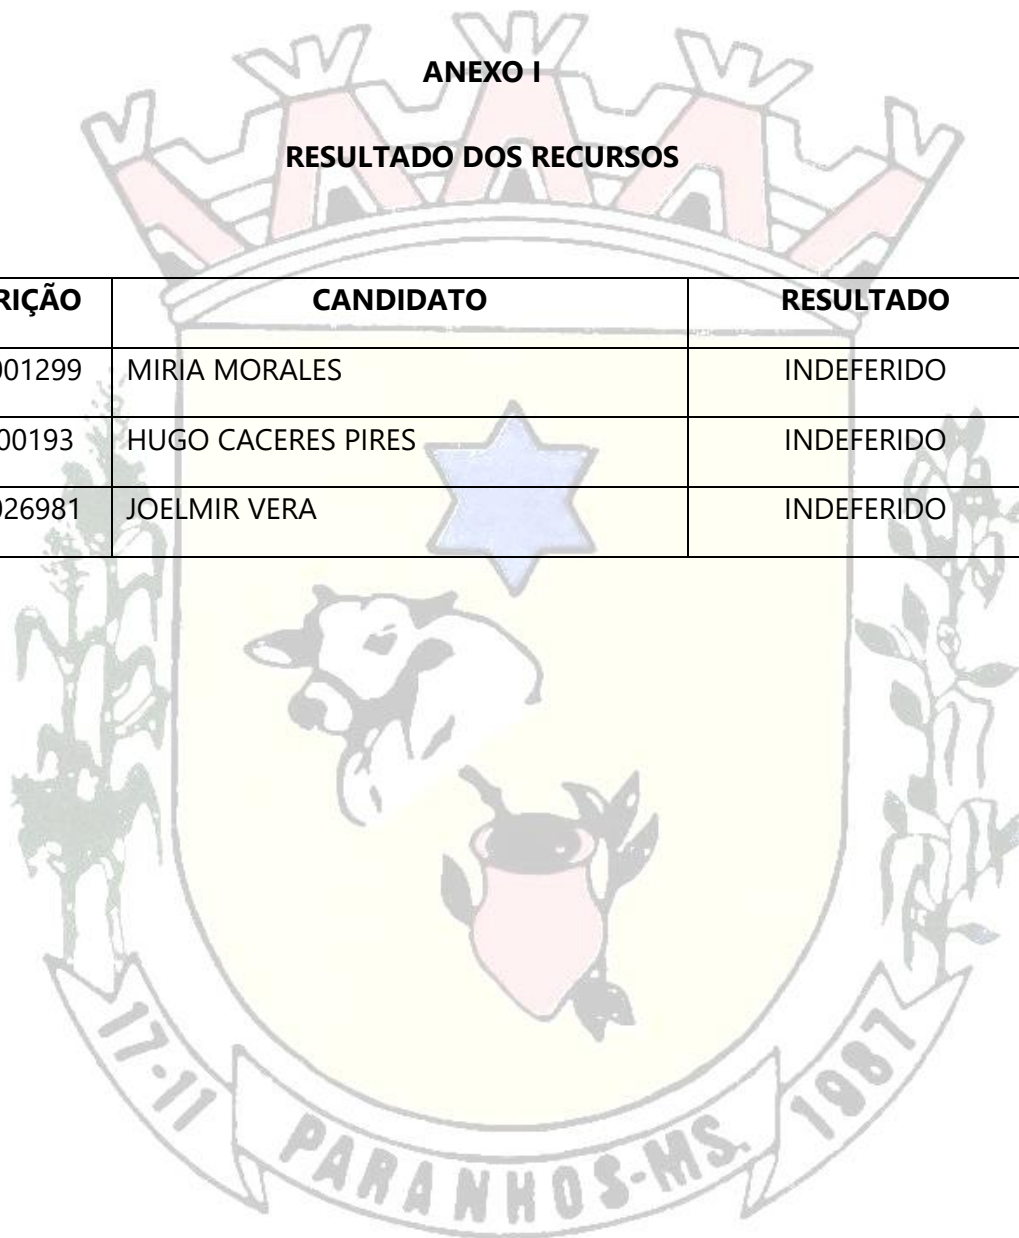 ANEXO I
RESULTADO DOS RECURSOS
RIÇÃO CANDIDATO RESULTADO
001299 MIRIA MORALES INDEFERIDO
00193 HUGO CACERES PIRES INDEFERIDO
026981 JOELMIR VERA INDEFERIDO
17-11 PARANHOS-MS. 1987